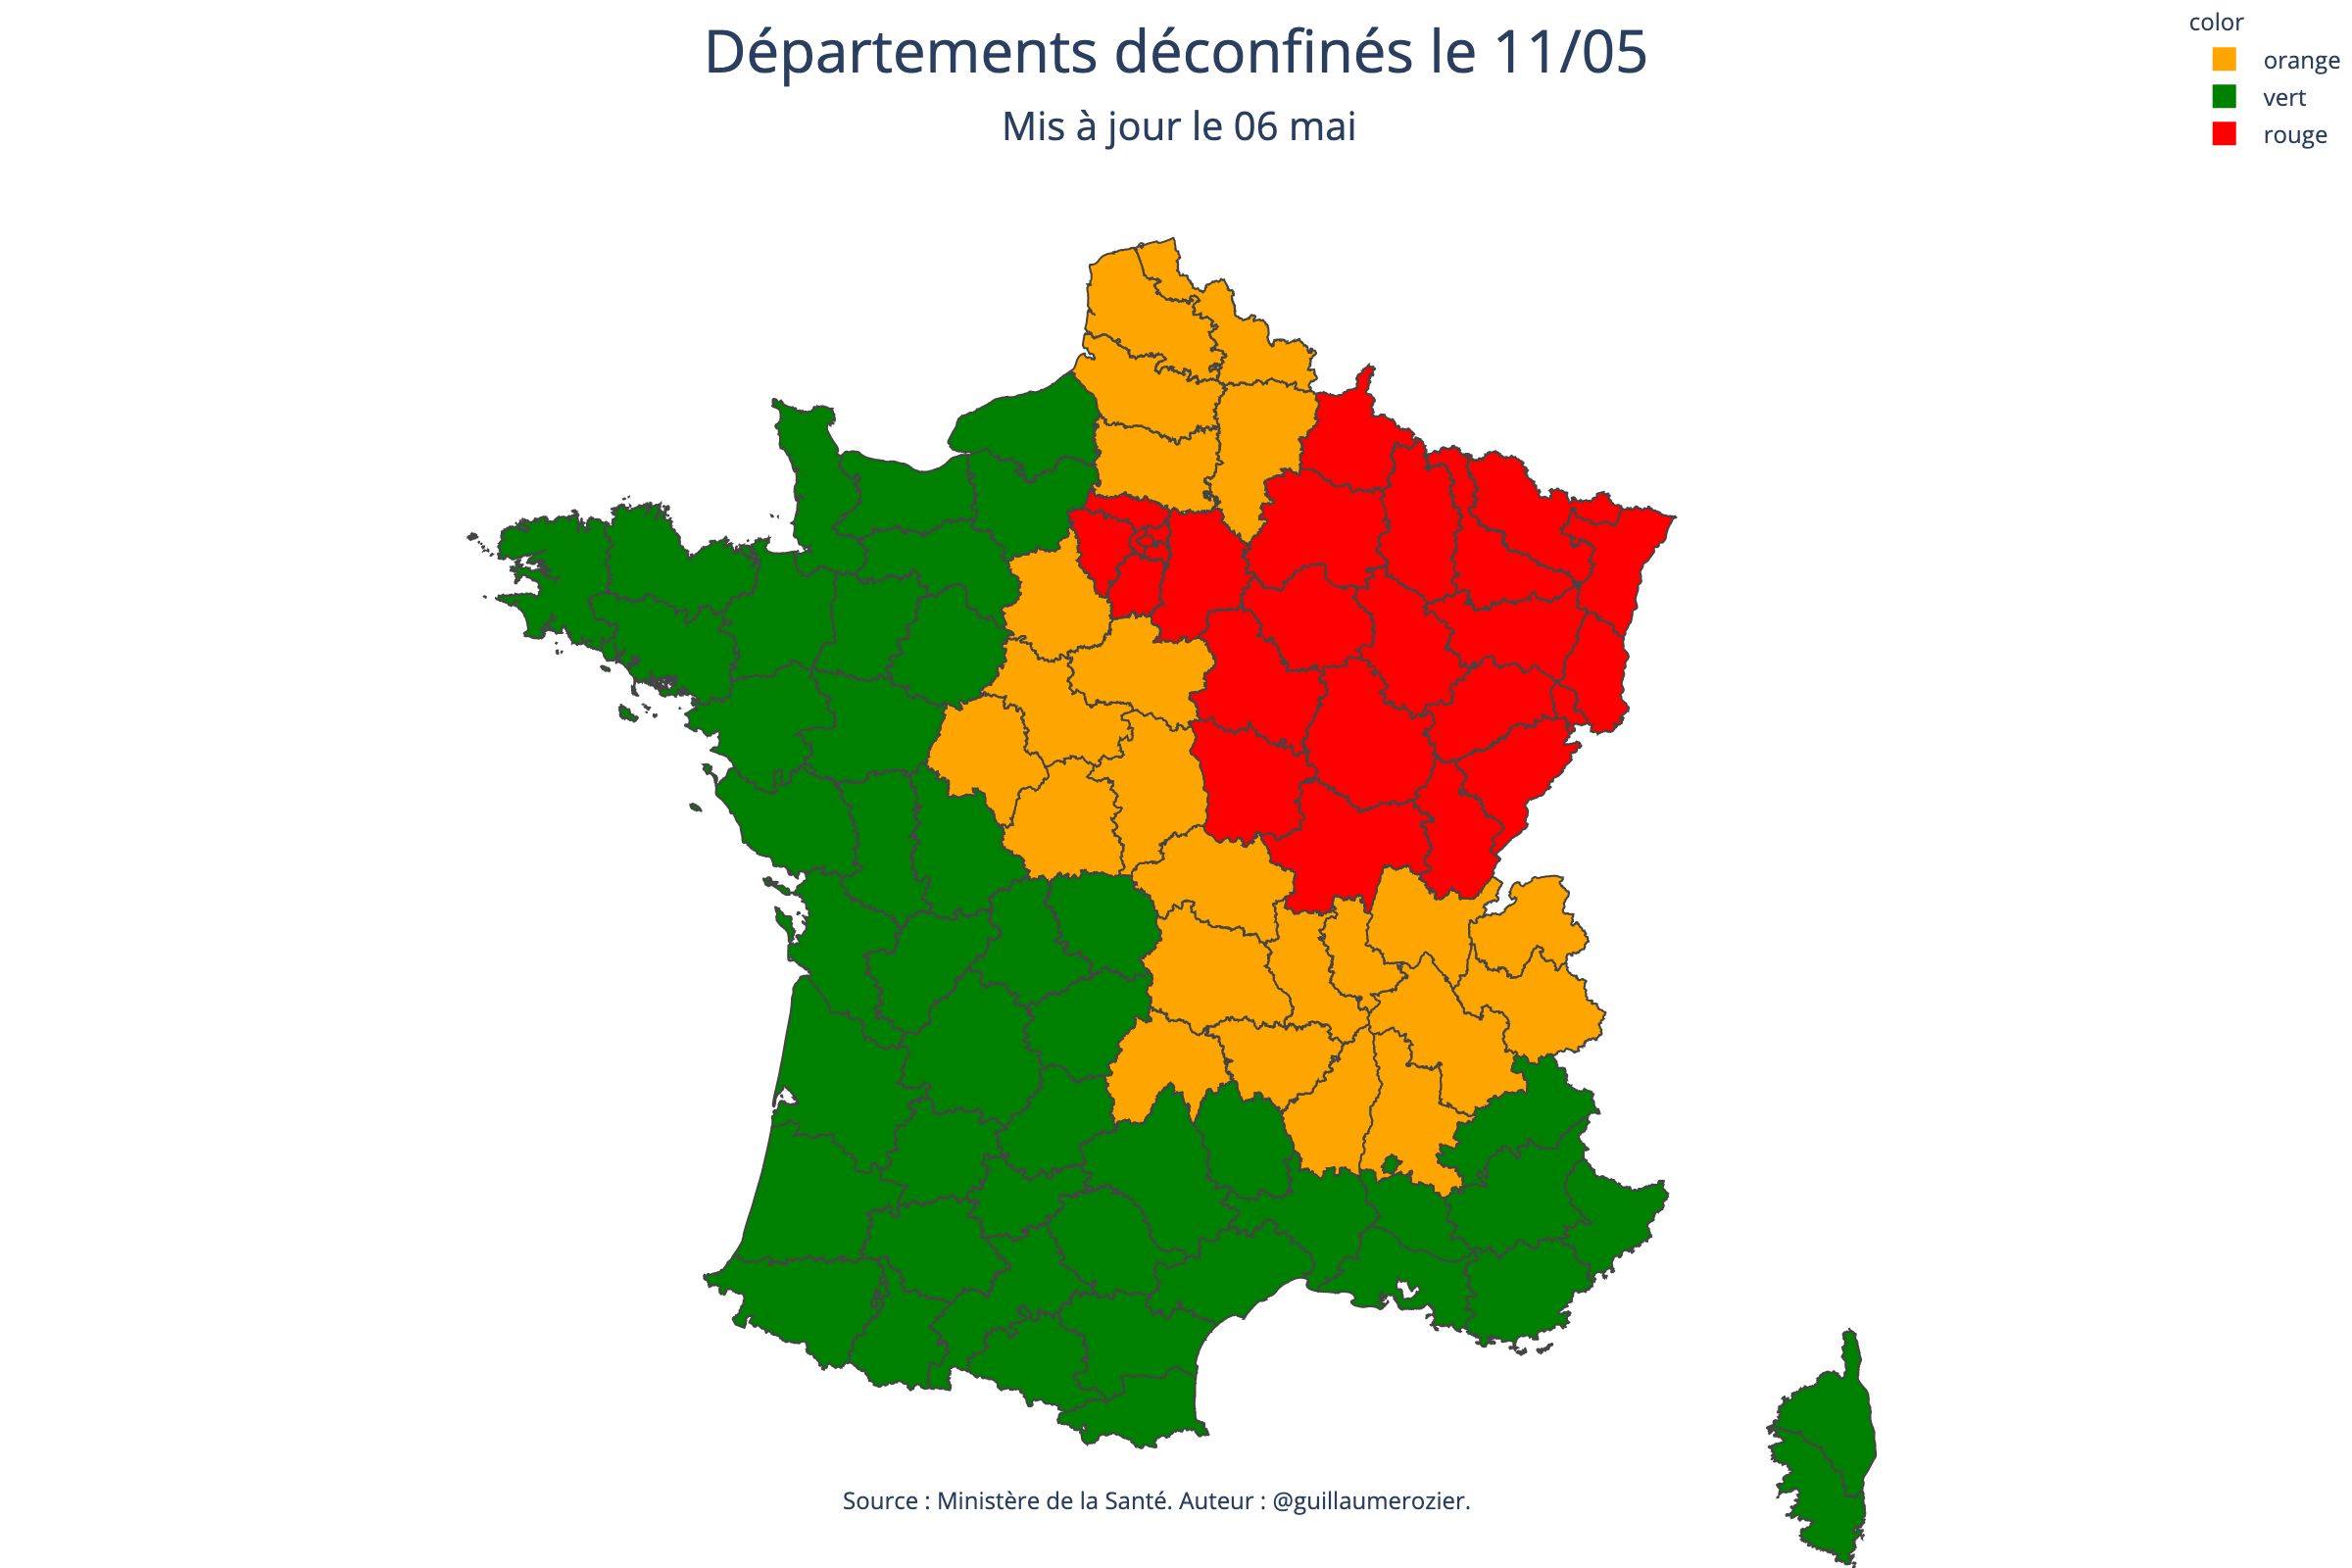 Départements déconfinés le 11/05
Mis à jour le 06 mai
color
orange
vert
rouge
Source : Ministère de la Santé. Auteur : @guillaumerozier.